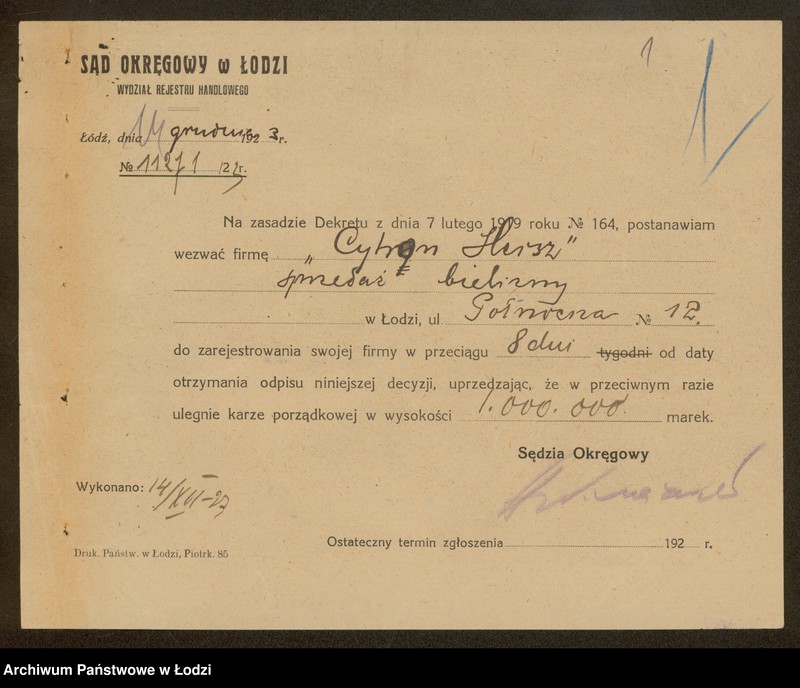 1
SĄD OKRĘGOWY w ŁODZI
WYDZIAŁ REJESTRU HANDLOWEGO
Łódź, dnia 14 grudnia 1923 r.
№ 11271 /22r.
Na zasadzie Dekretu z dnia 7 lutego 1919 roku № 164, postanawiam
wezwać firmę „Cytryn Hersz”
sprzedaż bielizny
w Łodzi, ul Północna № 12.
do zarejestrowania swojej firmy w przeciągu 8 dni tygodni od daty
otrzymania odpisu niniejszej decyzji, uprzedzając, że w przeciwnym razie
ulegnie karze porządkowej w wysokości 1.000.000 marek.
Sędzia Okręgowy
Wykonano: 14/XII-23
Ostateczny termin zgłoszenia 192 r.
Druk. Państw. w Łodzi, Piotrk. 85
Archiwum Państwowe w Łodzi